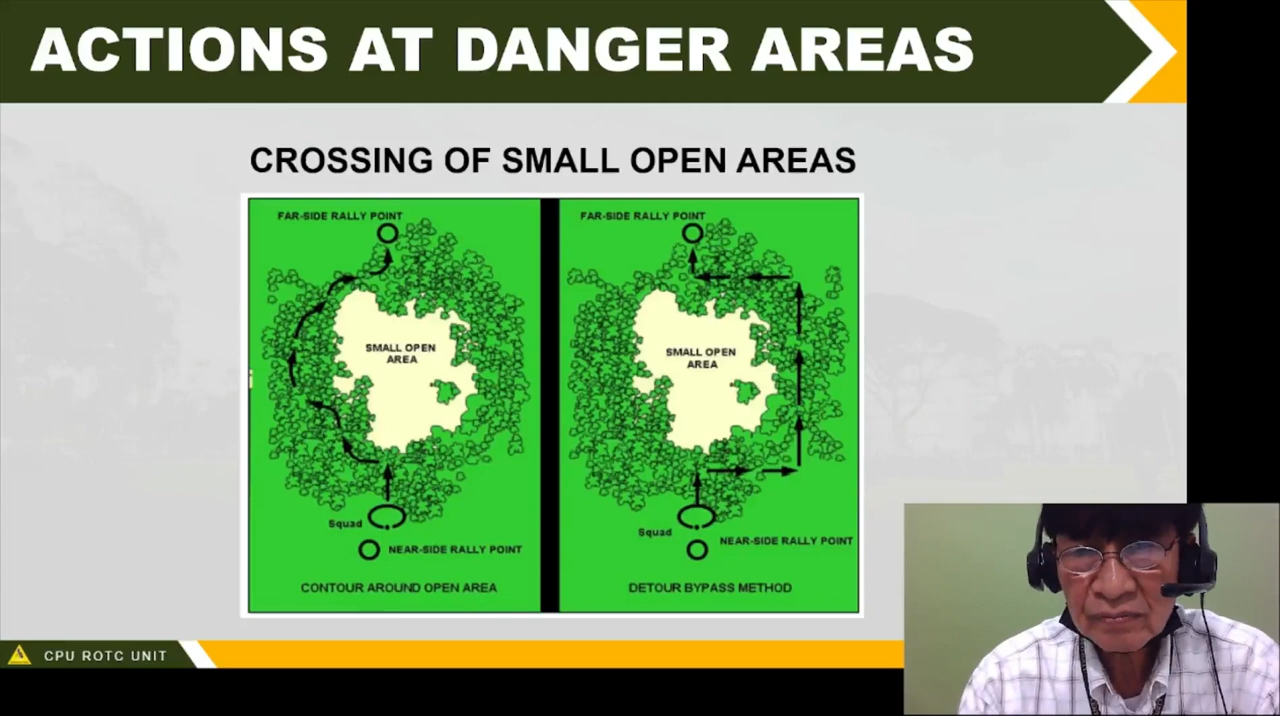 ACTIONS AT DANGER AREAS
CROSSING OF SMALL OPEN AREAS
FAR-SIDE RALLY POINT
SMALL OPEN
AREA
Squad
NEAR-SIDE RALLY POINT
CONTOUR AROUND OPEN AREA
FAR-SIDE RALLY POINT
SMALL OPEN
AREA
Squad
NEAR-SIDE RALLY POINT
DETOUR BYPASS METHOD
CPU ROTC UNIT